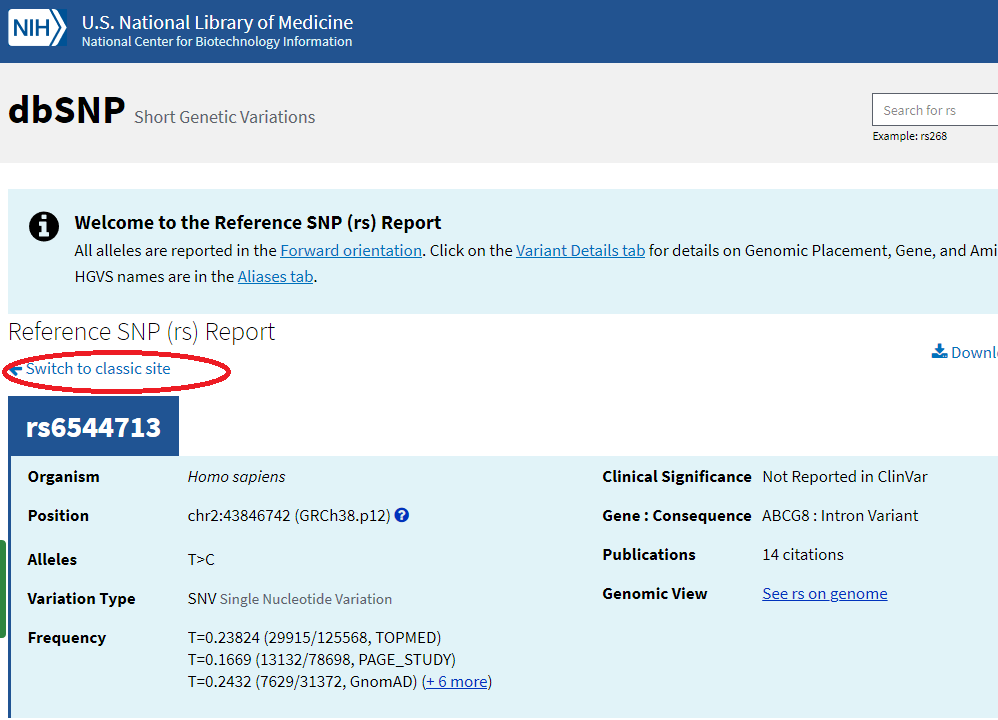 NIH
U.S. National Library of Medicine
National Center for Biotechnology Information
dbSNP Short Genetic Variations
Search for rs
Example: rs268
Welcome to the Reference SNP (rs) Report
All alleles are reported in the Forward orientation. Click on the Variant Details tab for details on Genomic Placement, Gene, and Ami
HGVS names are in the Aliases tab.
Reference SNP (rs) Report
Switch to classic site
Downl
rs6544713
Organism Homo sapiens
Position chr2:43846742 (GRCh38.p12)
Alleles T>C
Variation Type SNV Single Nucleotide Variation
Frequency T=0.23824 (29915/125568, TOPMED)
T=0.1669 (13132/78698, PAGE_STUDY)
T=0.2432 (7629/31372, GnomAD) (+ 6 more)
Clinical Significance Not Reported in ClinVar
Gene : Consequence ABCG8 : Intron Variant
Publications 14 citations
Genomic View See rs on genome